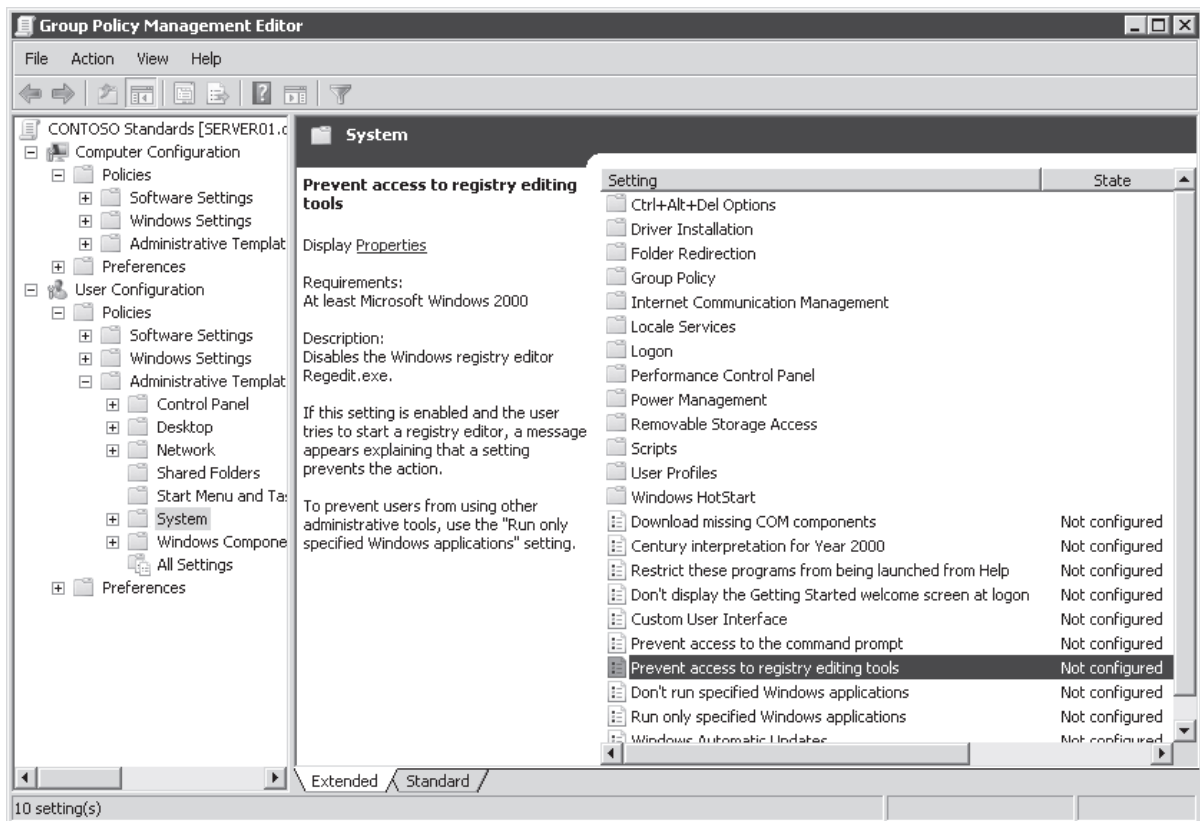 Group Policy Management Editor
File Action View Help
CONTOSO Standards [SERVER01.c
Computer Configuration
Policies
Software Settings
Windows Settings
Administrative Templat
Preferences
User Configuration
Policies
Software Settings
Windows Settings
Administrative Templat
Control Panel
Desktop
Network
Shared Folders
Start Menu and Ta
System
Windows Compone
All Settings
Preferences
System
Prevent access to registry editing
tools
Display Properties
Requirements:
At least Microsoft Windows 2000
Description:
Disables the Windows registry editor
Regedit.exe.
If this setting is enabled and the user
tries to start a registry editor, a message
appears explaining that a setting
prevents the action.
To prevent users from using other
administrative tools, use the "Run only
specified Windows applications" setting.
Setting State
Ctrl+Alt+Del Options
Driver Installation
Folder Redirection
Group Policy
Internet Communication Management
Locale Services
Logon
Performance Control Panel
Power Management
Removable Storage Access
Scripts
User Profiles
Windows HotStart
Download missing COM components Not configured
Century interpretation for Year 2000 Not configured
Restrict these programs from being launched from Help Not configured
Don't display the Getting Started welcome screen at logon Not configured
Custom User Interface Not configured
Prevent access to the command prompt Not configured
Prevent access to registry editing tools Not configured
Don't run specified Windows applications Not configured
Run only specified Windows applications Not configured
Windows Automatic Updates Not configured
Extended Standard
10 setting(s)